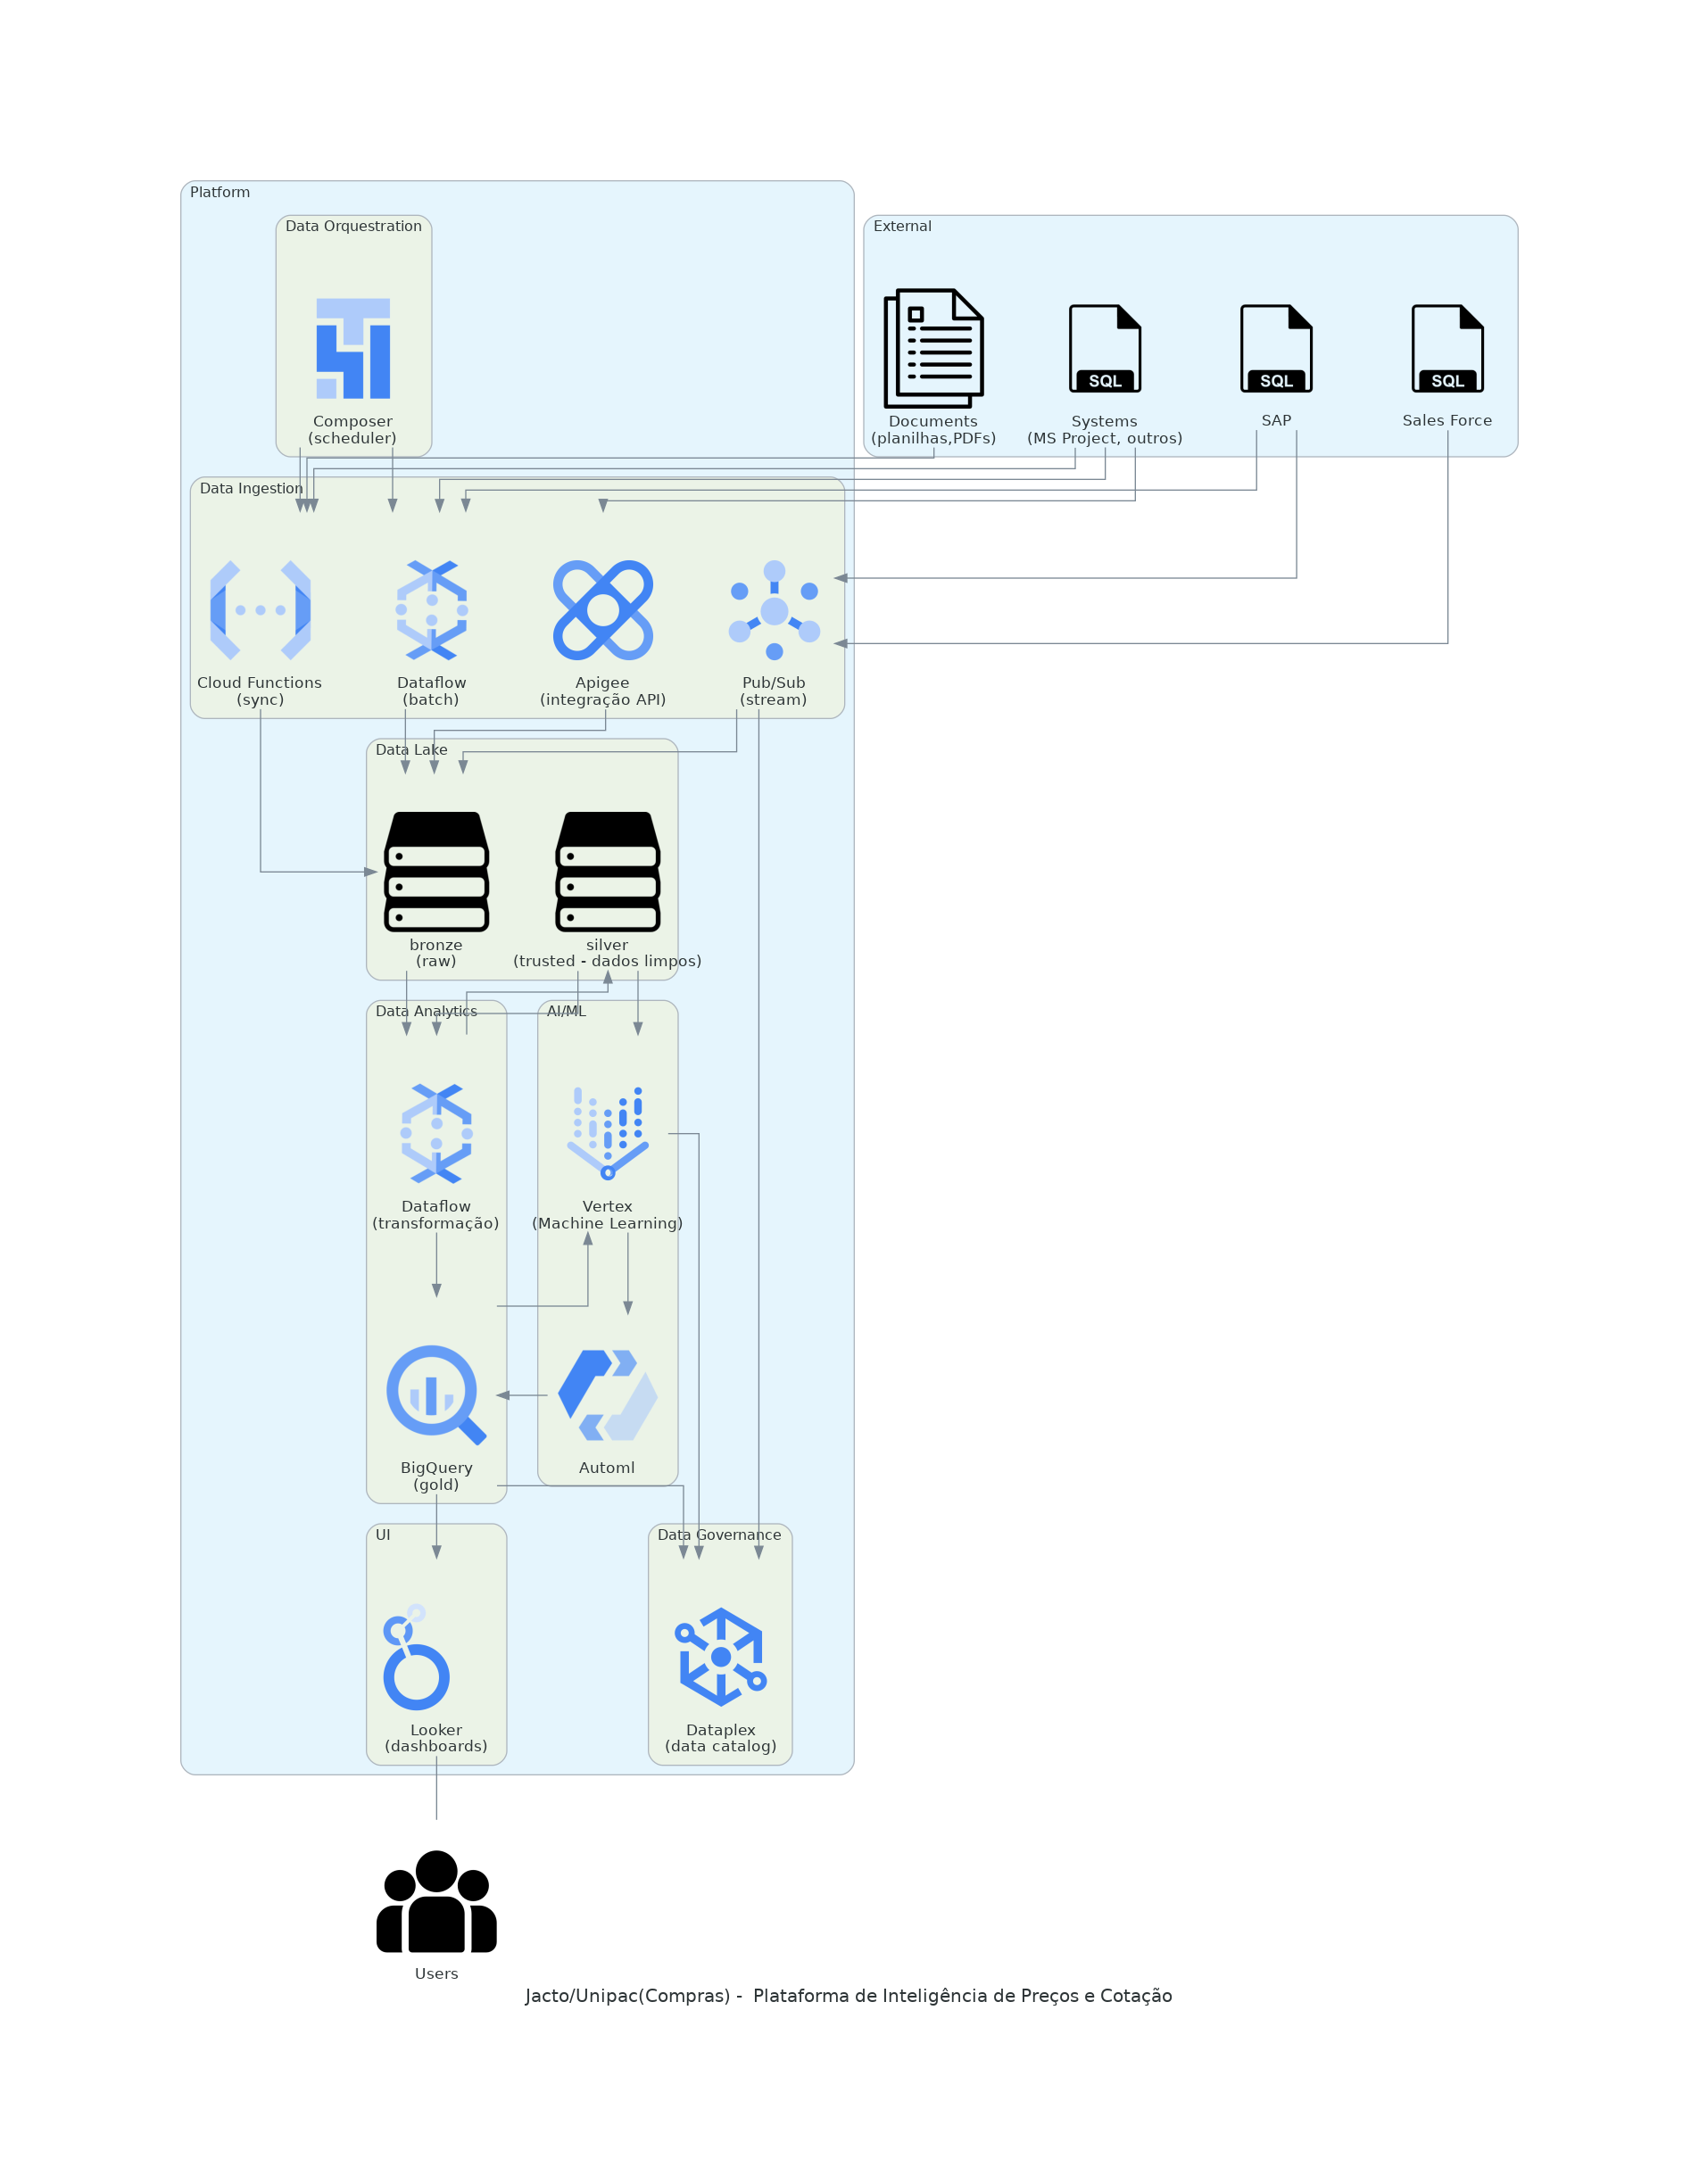 Platform
Data Orquestration
External
SQL
SQL
SQL
Composer
(scheduler)
Documents
(planilhas,PDFs)
Systems
(MS Project, outros)
SAP
Sales Force
Data Ingestion
Cloud Functions
(sync)
Dataflow
(batch)
Apigee
(integração API)
Pub/Sub
(stream)
Data Lake
bronze
(raw)
silver
(trusted - dados limpos)
Data Analytics
AI/ML
Dataflow
(transformação)
Vertex
(Machine Learning)
BigQuery
(gold)
Automl
UI
Data Governance
Looker
(dashboards)
Dataplex
(data catalog)
Users
Jacto/Unipac(Compras) -  Plataforma de Inteligência de Preços e Cotação